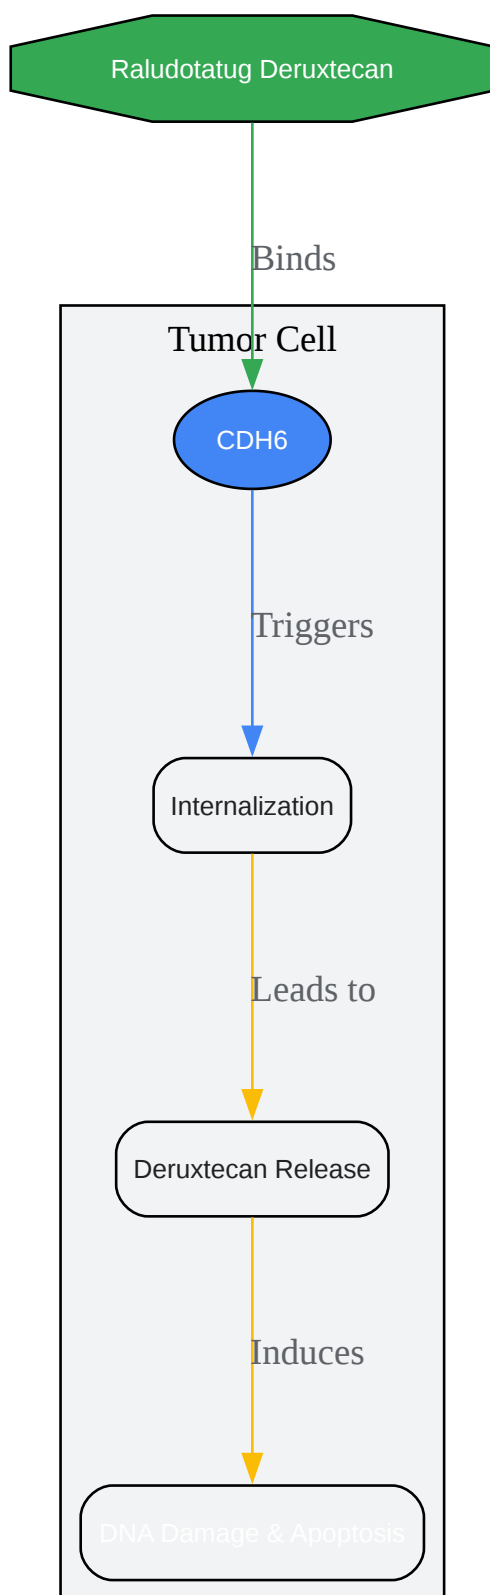 Raludotatug Deruxtecan
Binds
Tumor Cell
CDH6
Triggers
Internalization
Leads to
Deruxtecan Release
Induces
DNA Damage & Apoptosis